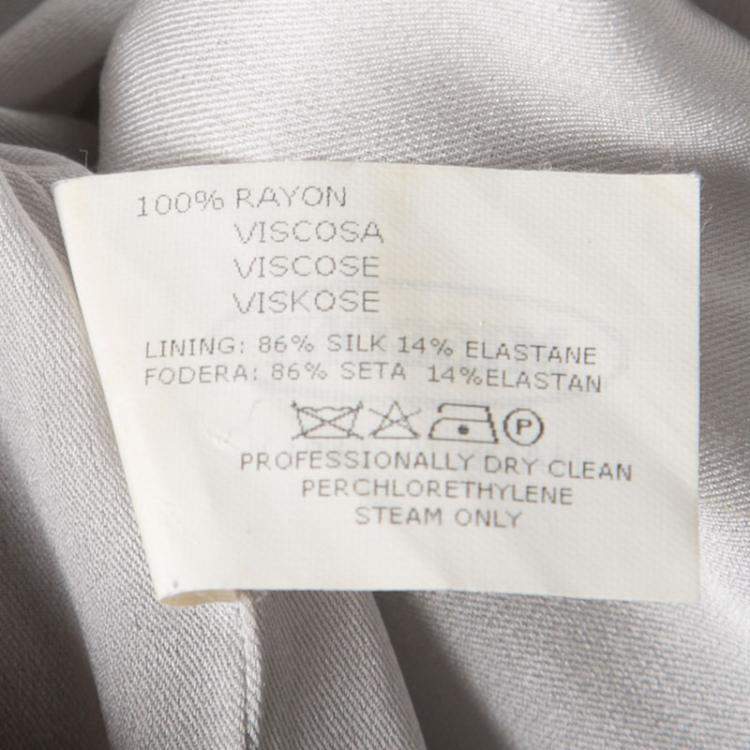 100% RAYON
VISCOSA
VISCOSE
VISKOSE
LINING: 86% SILK 14% ELASTANE
FODERA: 86% SETA 14%ELASTAN
P
PROFESSIONALLY DRY CLEAN
PERCHLORETHYLENE
STEAM ONLY